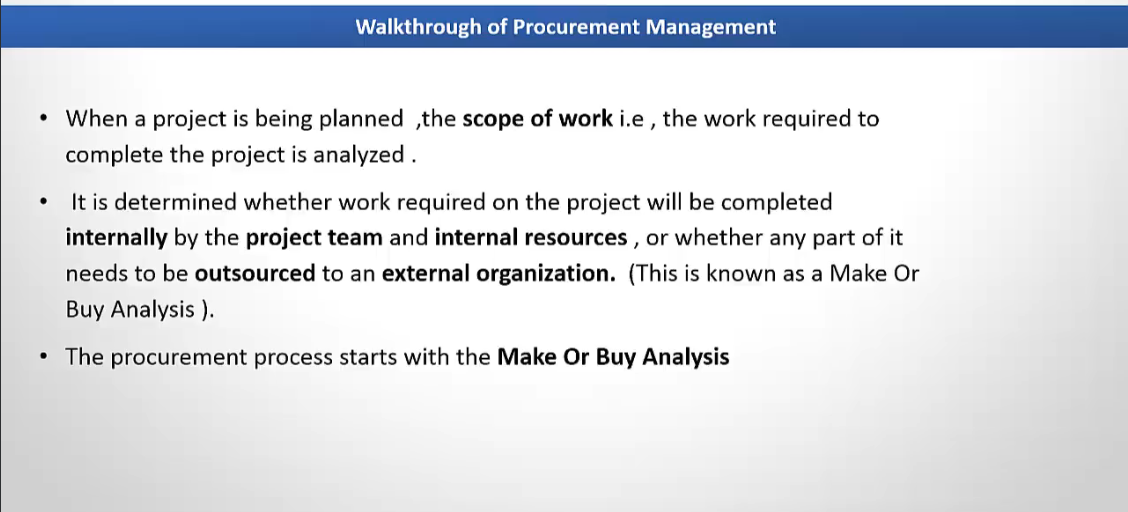 Walkthrough of Procurement Management
• When a project is being planned ,the scope of work i.e , the work required to
complete the project is analyzed .
• It is determined whether work required on the project will be completed
internally by the project team and internal resources , or whether any part of it
needs to be outsourced to an external organization. (This is known as a Make Or
Buy Analysis ).
• The procurement process starts with the Make Or Buy Analysis